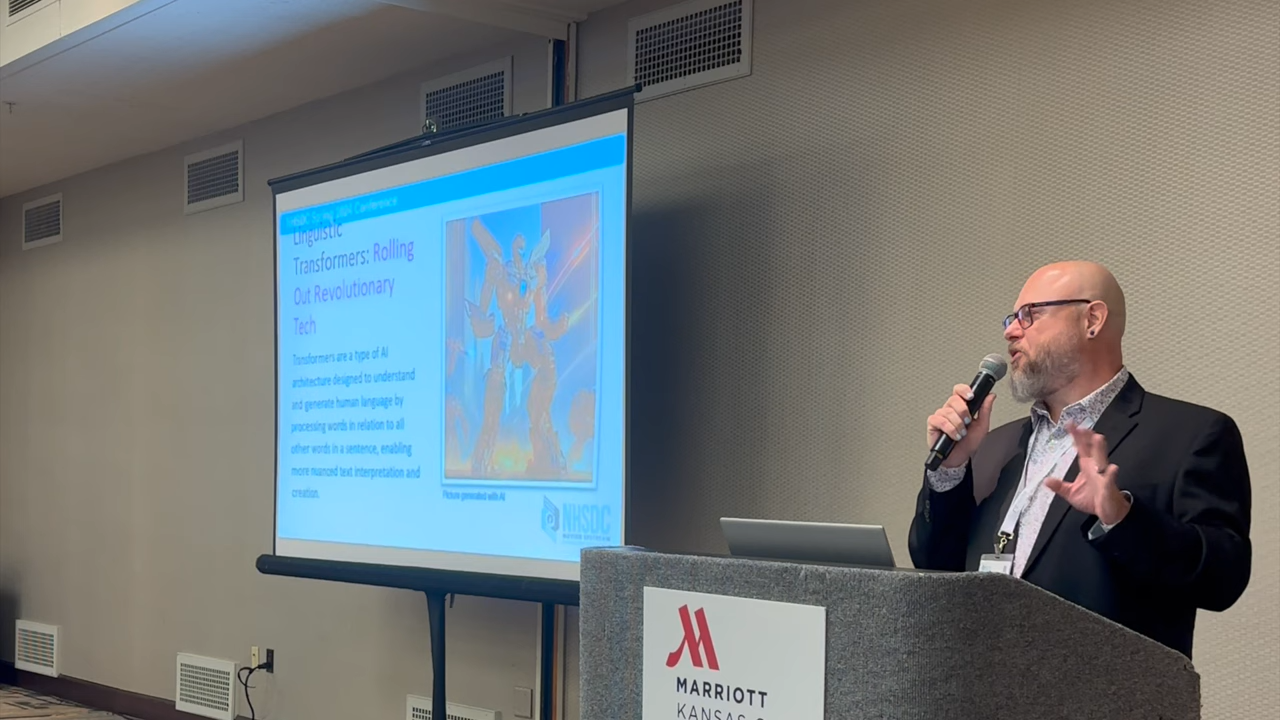 NHSDC Spring 2024 Conference
Linguistic
Transformers: Rolling
Out Revolutionary
Tech
Transformers are a type of AI
architecture designed to understand
and generate human language by
processing words in relation to all
other words in a sentence, enabling
more nuanced text interpretation and
creation.
Picture generated with AI
NHSDC
MARRIOTT
KANSAS C